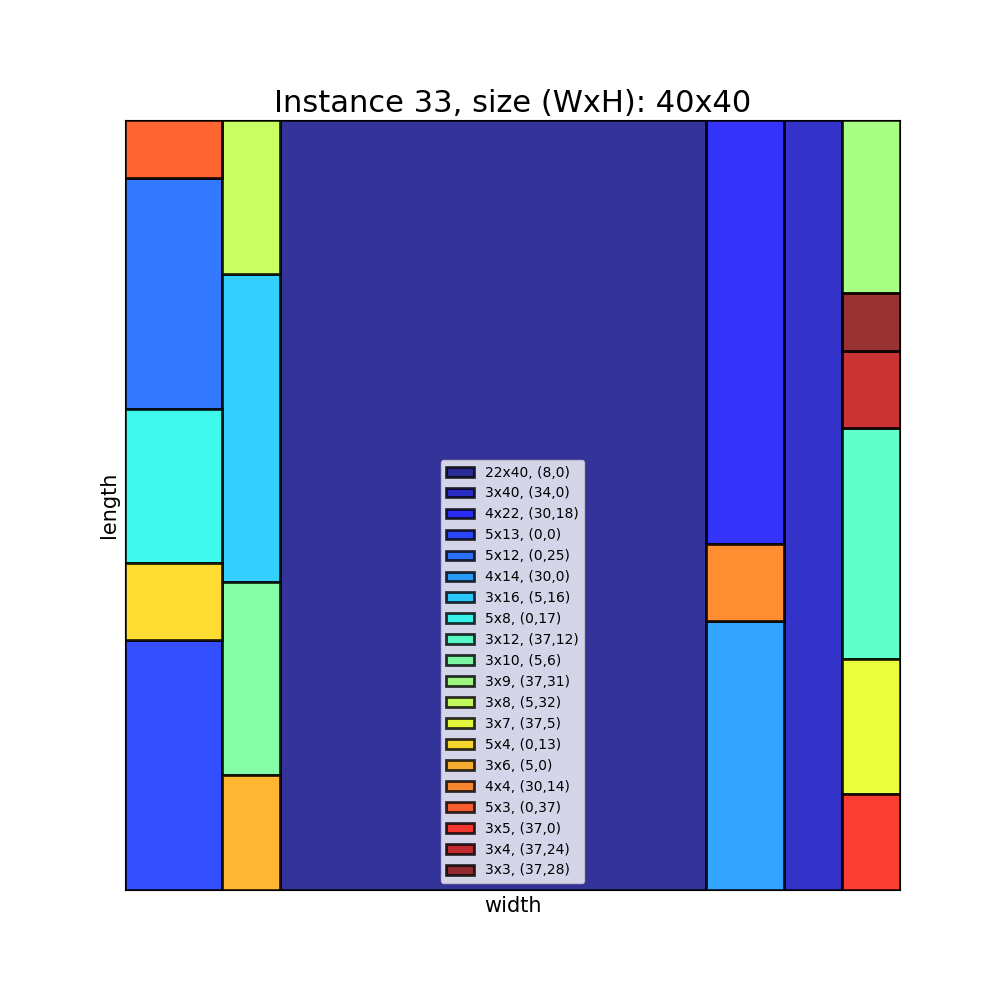 Instance 33, size (WxH): 40x40
length
22x40, (8,0)
3x40, (34,0)
4x22, (30,18)
5x13, (0,0)
5x12, (0,25)
4x14, (30,0)
3x16, (5,16)
5x8, (0,17)
3x12, (37,12)
3x10, (5,6)
3x9, (37,31)
3x8, (5,32)
3x7, (37,5)
5x4, (0,13)
3x6, (5,0)
4x4, (30,14)
5x3, (0,37)
3x5, (37,0)
3x4, (37,24)
3x3, (37,28)
width